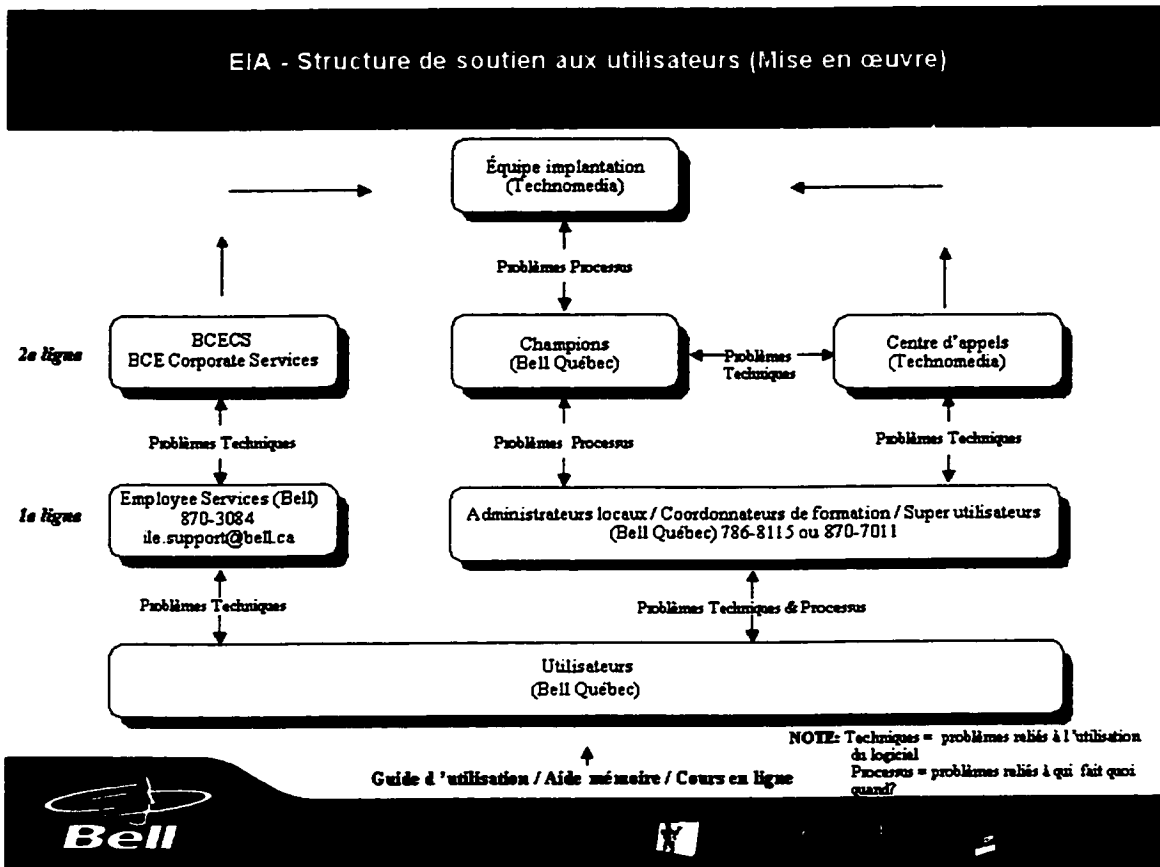 EIA - Structure de soutien aux utilisateurs (Mise en œuvre)
Équipe implantation
(Technomedia)
Problèmes Processus
2e ligne
BCECS
BCE Corporate Services
Champions
(Bell Québec)
Problèmes
Techniques
Centre d'appels
(Technomedia)
Problèmes Techniques
Problèmes Processus
Problèmes Techniques
1e ligne
Employee Services (Bell)
870-3084
ile.support@bell.ca
Administrateurs locaux / Coordonnateurs de formation / Super utilisateurs
(Bell Québec) 786-8115 ou 870-7011
Problèmes Techniques
Problèmes Techniques & Processus
Utilisateurs
(Bell Québec)
NOTE: Techniques = problèmes reliés à l'utilisation
du logiciel
Processus = problèmes reliés à qui fait quoi
quand?
Guide d'utilisation / Aide mémoire / Cours en ligne
Bell